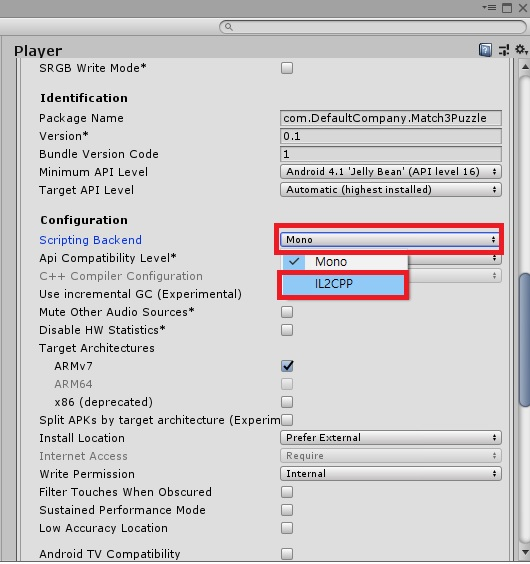 Player
SRGB Write Mode*
Identification
Package Name com.DefaultCompany.Match3Puzzle
Version* 0.1
Bundle Version Code 1
Minimum API Level Android 4.1 'Jelly Bean' (API level 16)
Target API Level Automatic (highest installed)
Configuration
Scripting Backend Mono
Api Compatibility Level* Mono
C++ Compiler Configuration IL2CPP
Use incremental GC (Experimental)
Mute Other Audio Sources*
Disable HW Statistics*
Target Architectures
ARMv7
ARM64
x86 (deprecated)
Split APKs by target architecture (Experim
Install Location Prefer External
Internet Access Require
Write Permission Internal
Filter Touches When Obscured
Sustained Performance Mode
Low Accuracy Location
Android TV Compatibility